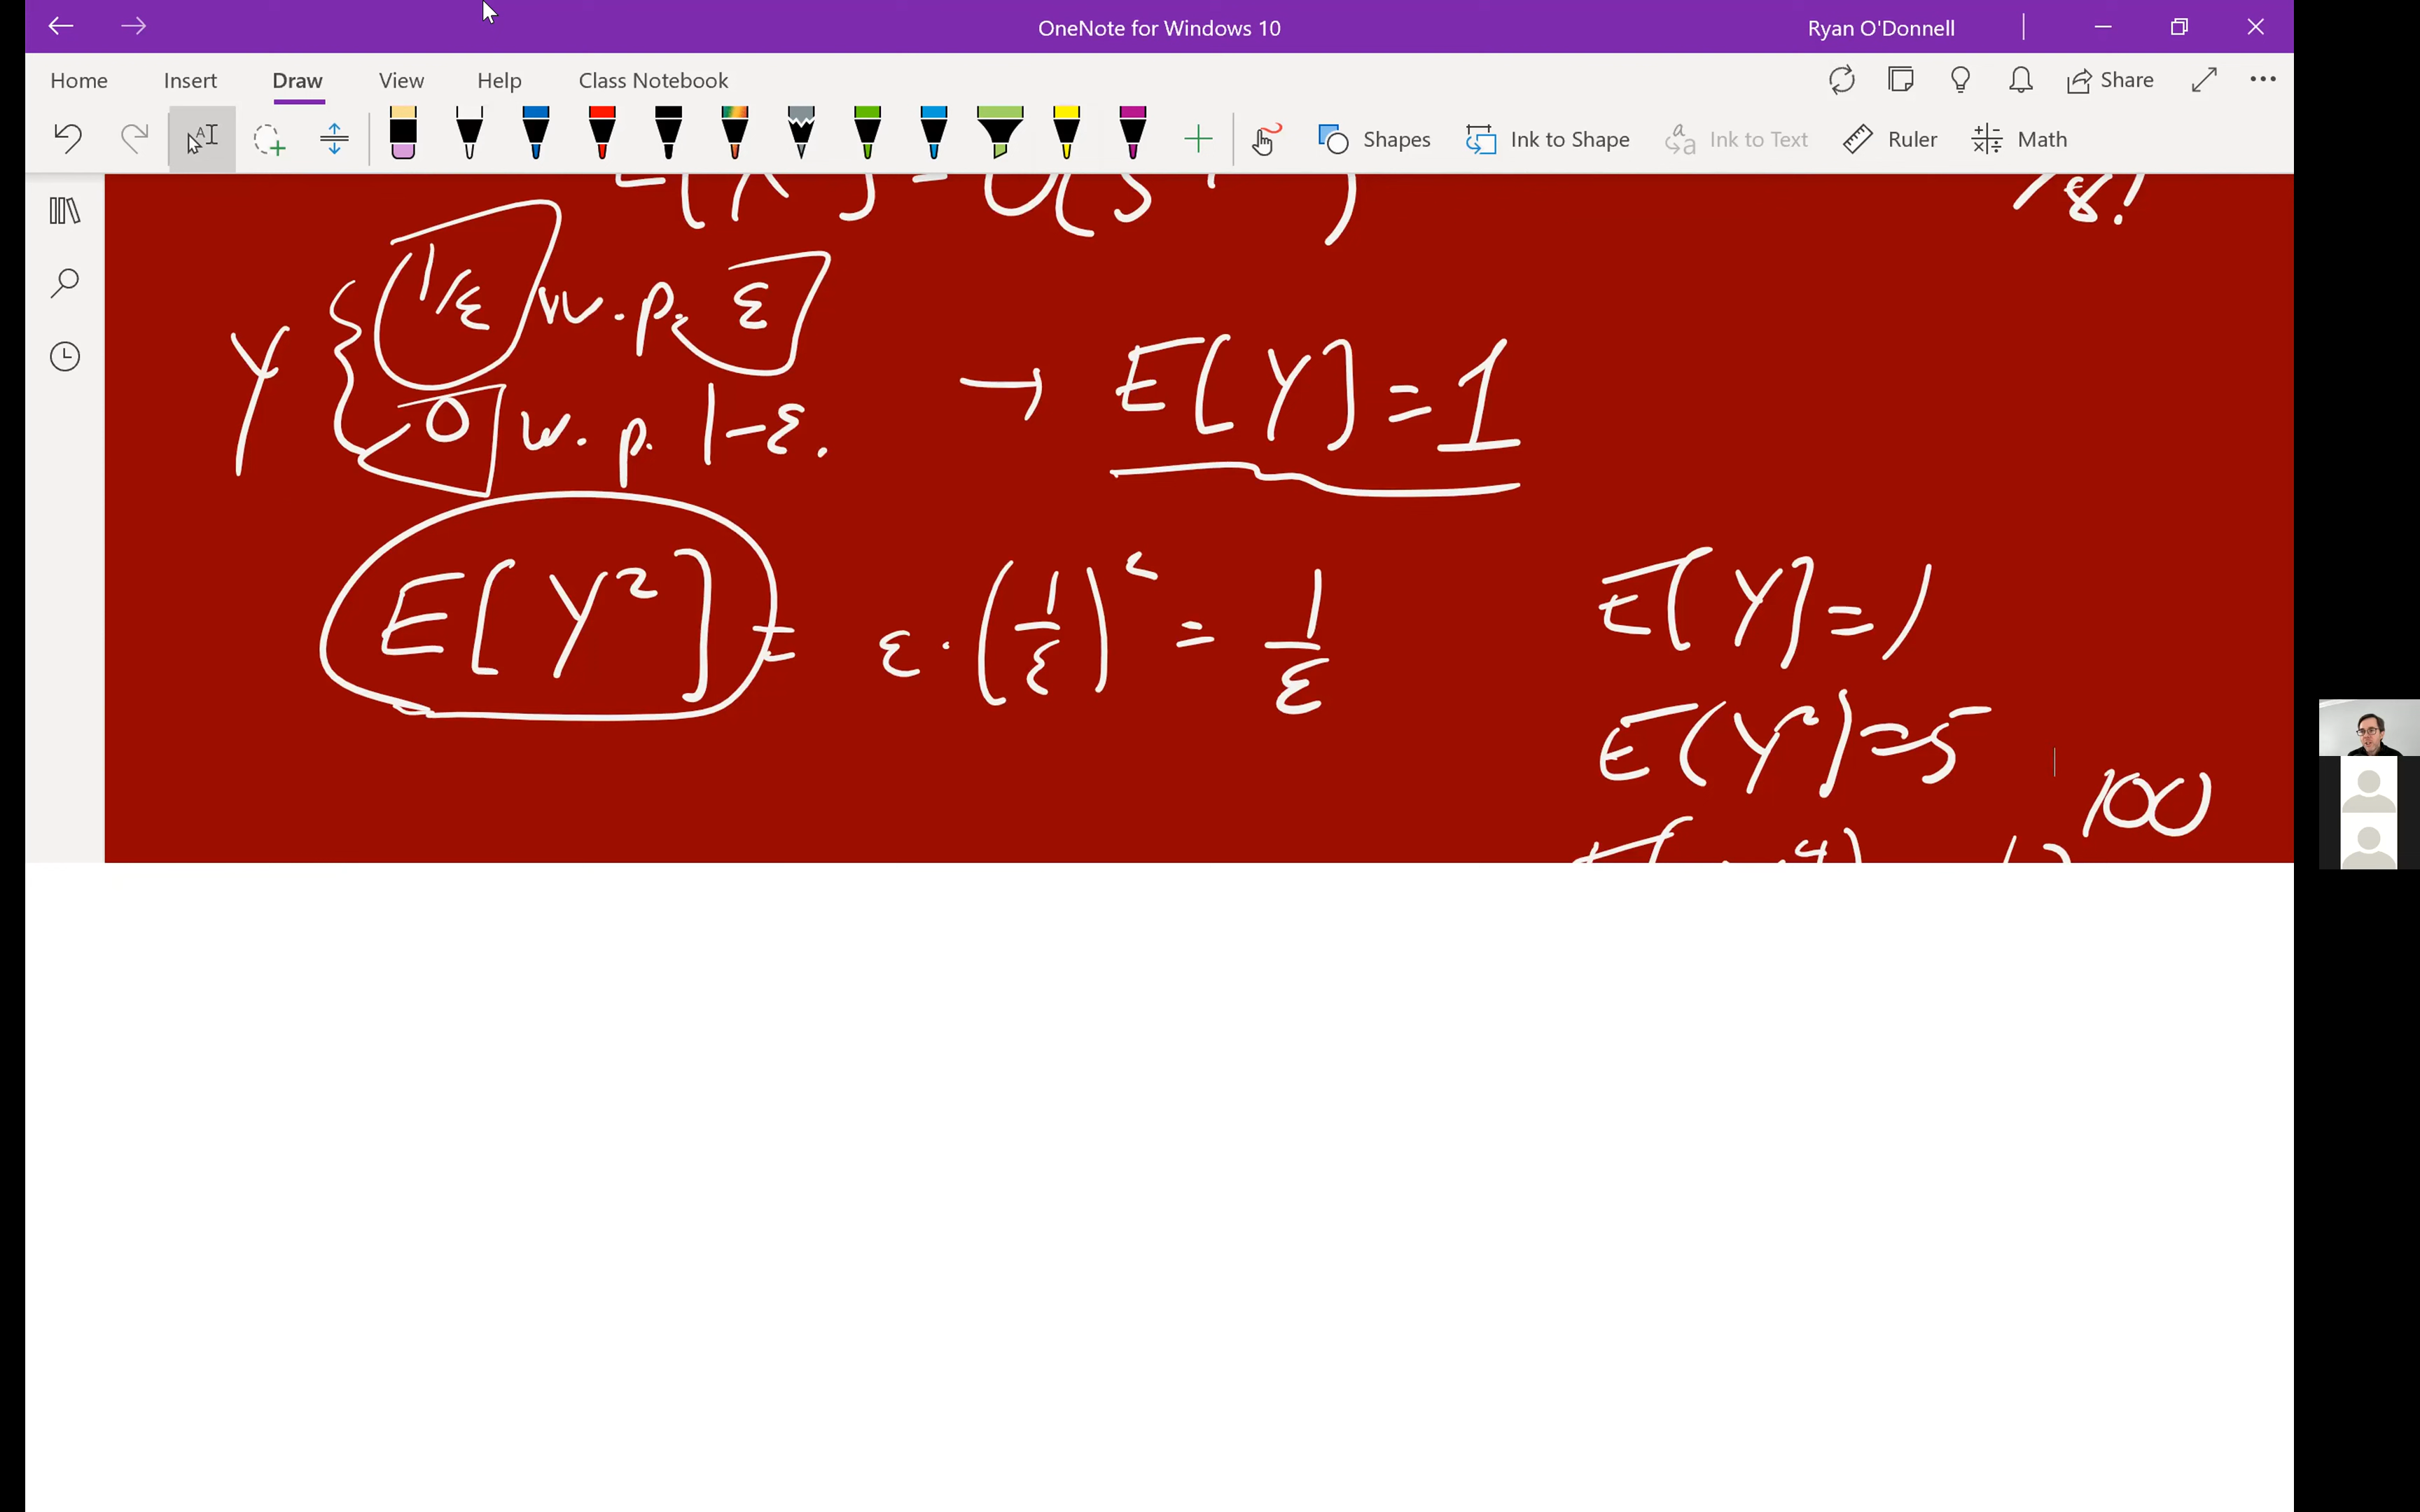 OneNote for Windows 10
Ryan O'Donnell
Home Insert Draw View Help Class Notebook Share
Shapes Ink to Shape Ink to Text Ruler Math
Y { 1/ε w.p. ε
0 w.p. 1-ε.
→ E[Y] = 1
E[Y²] = ε · (1/ε)² = 1/ε
E[Y] = 1
E(Y²) = 5
100